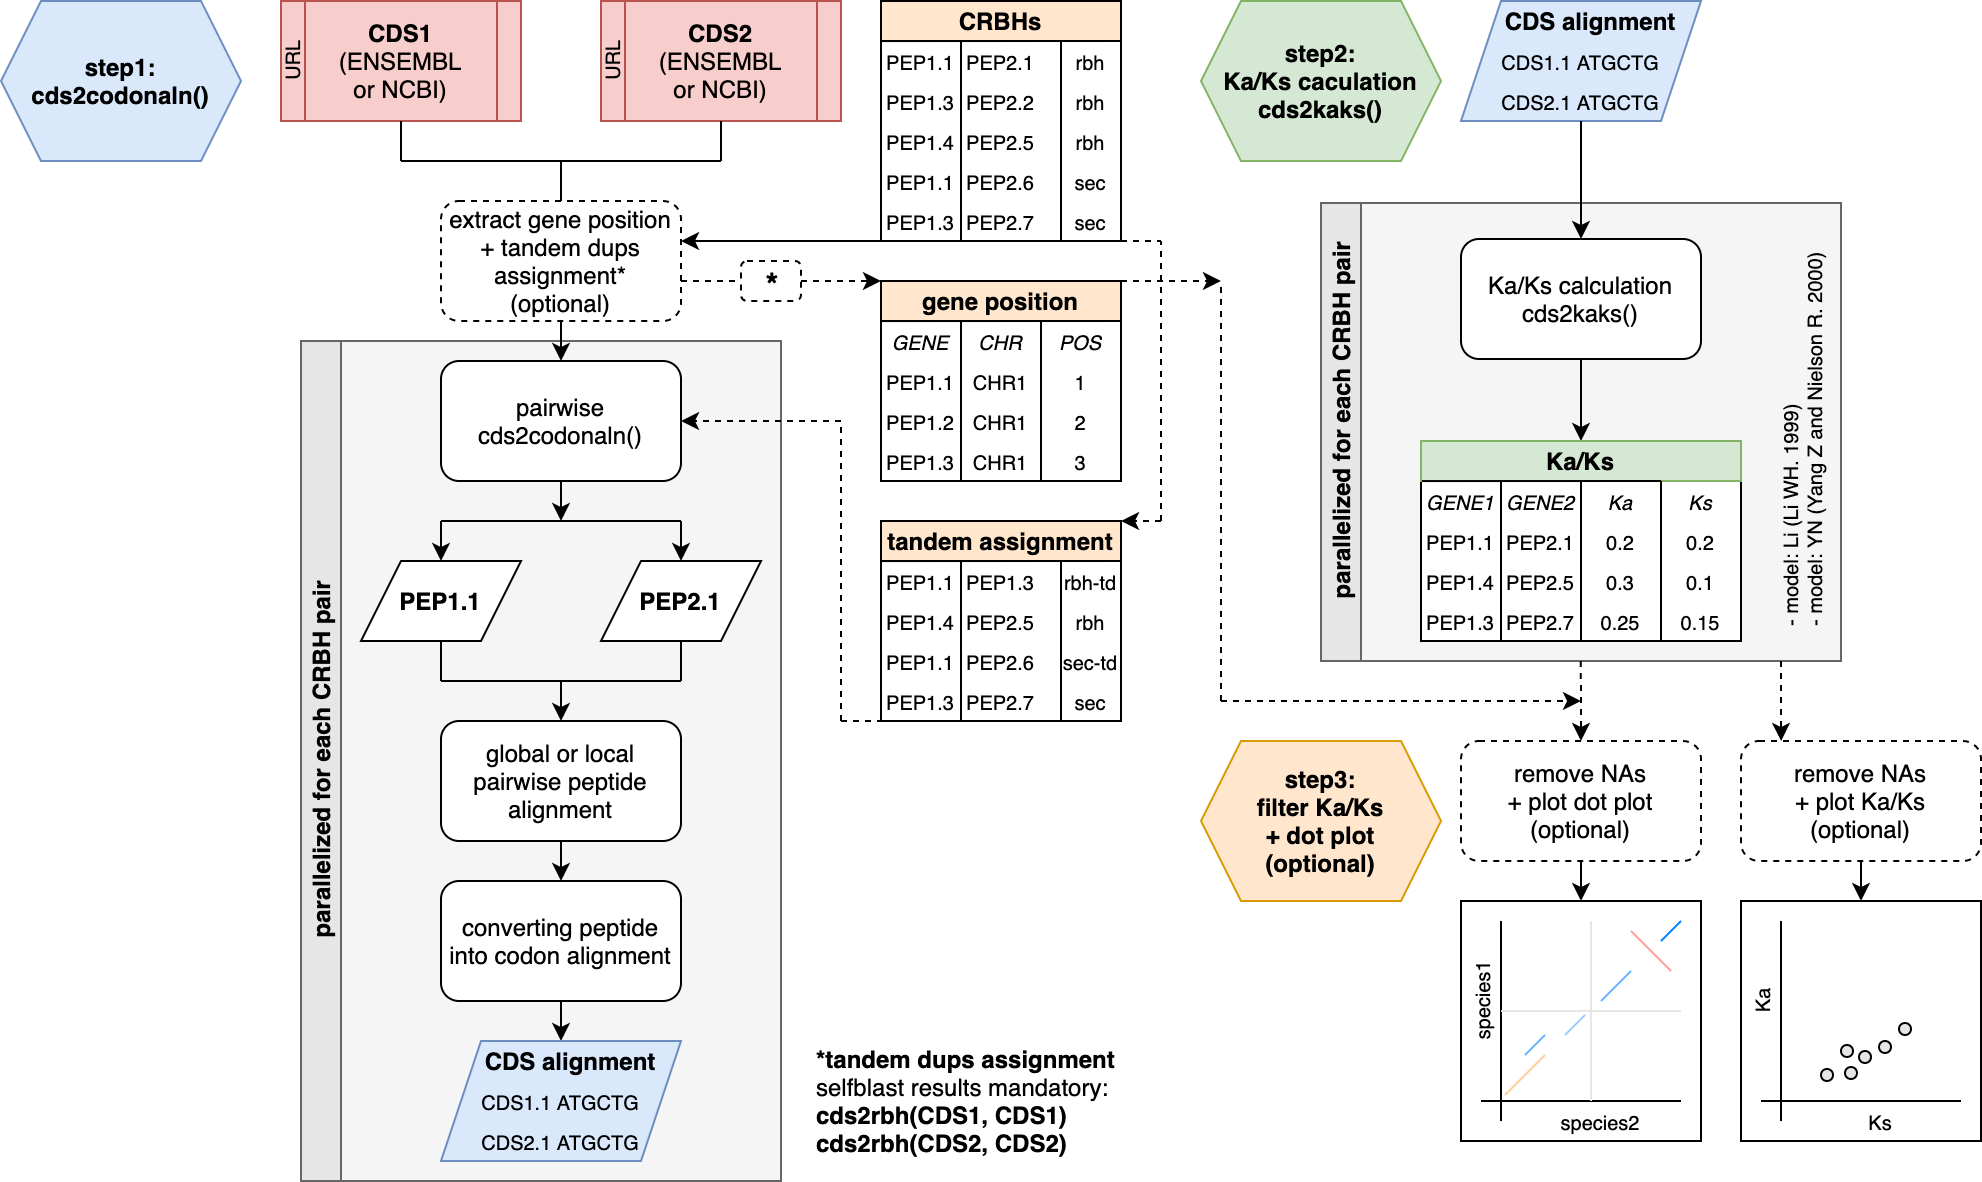 step1:
cds2codonaln()
URL
CDS1
(ENSEMBL
or NCBI)
URL
CDS2
(ENSEMBL
or NCBI)
CRBHs
PEP1.1 PEP2.1 rbh
PEP1.3 PEP2.2 rbh
PEP1.4 PEP2.5 rbh
PEP1.1 PEP2.6 sec
PEP1.3 PEP2.7 sec
extract gene position
+ tandem dups
assignment*
(optional)
*
gene position
GENE CHR POS
PEP1.1 CHR1 1
PEP1.2 CHR1 2
PEP1.3 CHR1 3
tandem assignment
PEP1.1 PEP1.3 rbh-td
PEP1.4 PEP2.5 rbh
PEP1.1 PEP2.6 sec-td
PEP1.3 PEP2.7 sec
parallelized for each CRBH pair
pairwise
cds2codonaln()
PEP1.1
PEP2.1
global or local
pairwise peptide
alignment
converting peptide
into codon alignment
CDS alignment
CDS1.1 ATGCTG
CDS2.1 ATGCTG
*tandem dups assignment
selfblast results mandatory:
cds2rbh(CDS1, CDS1)
cds2rbh(CDS2, CDS2)
step2:
Ka/Ks caculation
cds2kaks()
CDS alignment
CDS1.1 ATGCTG
CDS2.1 ATGCTG
parallelized for each CRBH pair
Ka/Ks calculation
cds2kaks()
Ka/Ks
GENE1 GENE2 Ka Ks
PEP1.1 PEP2.1 0.2 0.2
PEP1.4 PEP2.5 0.3 0.1
PEP1.3 PEP2.7 0.25 0.15
- model: Li (Li WH. 1999)
- model: YN (Yang Z and Nielson R. 2000)
step3:
filter Ka/Ks
+ dot plot
(optional)
remove NAs
+ plot dot plot
(optional)
remove NAs
+ plot Ka/Ks
(optional)
species1
species2
Ka
Ks